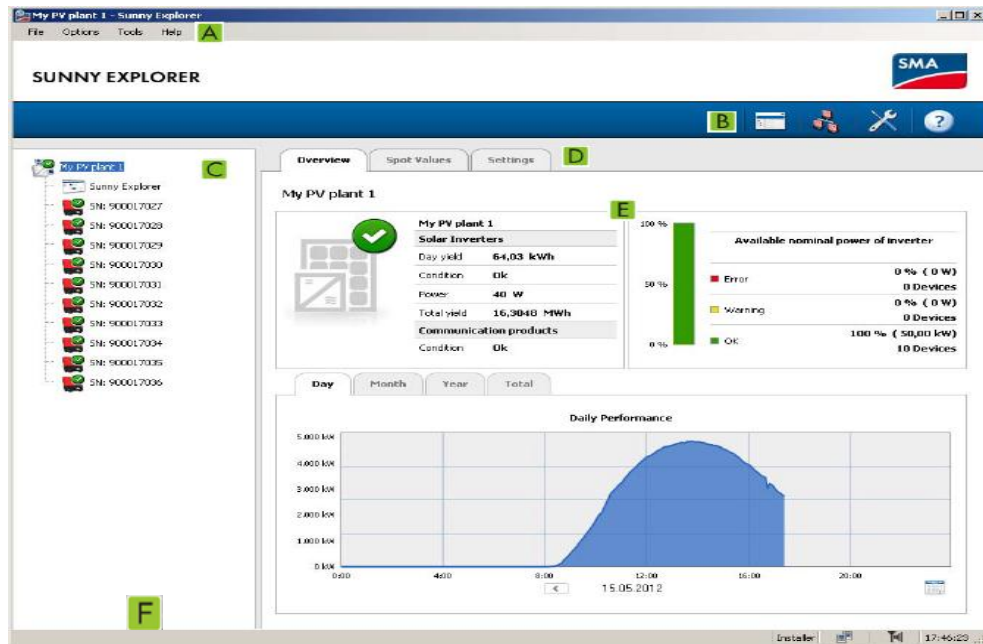 My PV plant 1 - Sunny Explorer
File Options Tools Help A
SUNNY EXPLORER
SMA
B
?
My PV plant 1
C
Sunny Explorer
SN: 900017027
SN: 900017028
SN: 900017029
SN: 900017030
SN: 900017031
SN: 900017032
SN: 900017033
SN: 900017034
SN: 900017035
SN: 900017036
F
Overview Spot Values Settings D
My PV plant 1
E
My PV plant 1
Solar Inverters
Day yield 64,03 kWh
Condition Ok
Power 40 W
Total yield 16,3048 MWh
Communication products
Condition Ok
100 %
50 %
0 %
Available nominal power of inverter
Error 0 % ( 0 W)
0 Devices
Warning 0 % ( 0 W)
0 Devices
OK 100 % ( 50,00 kW)
10 Devices
Day Month Year Total
Daily Performance
5.000 kW
4.000 kW
3.000 kW
2.000 kW
1.000 kW
0 kW
0:00 4:00 8:00 12:00 16:00 20:00
15.05.2012
Installer 17:46:23